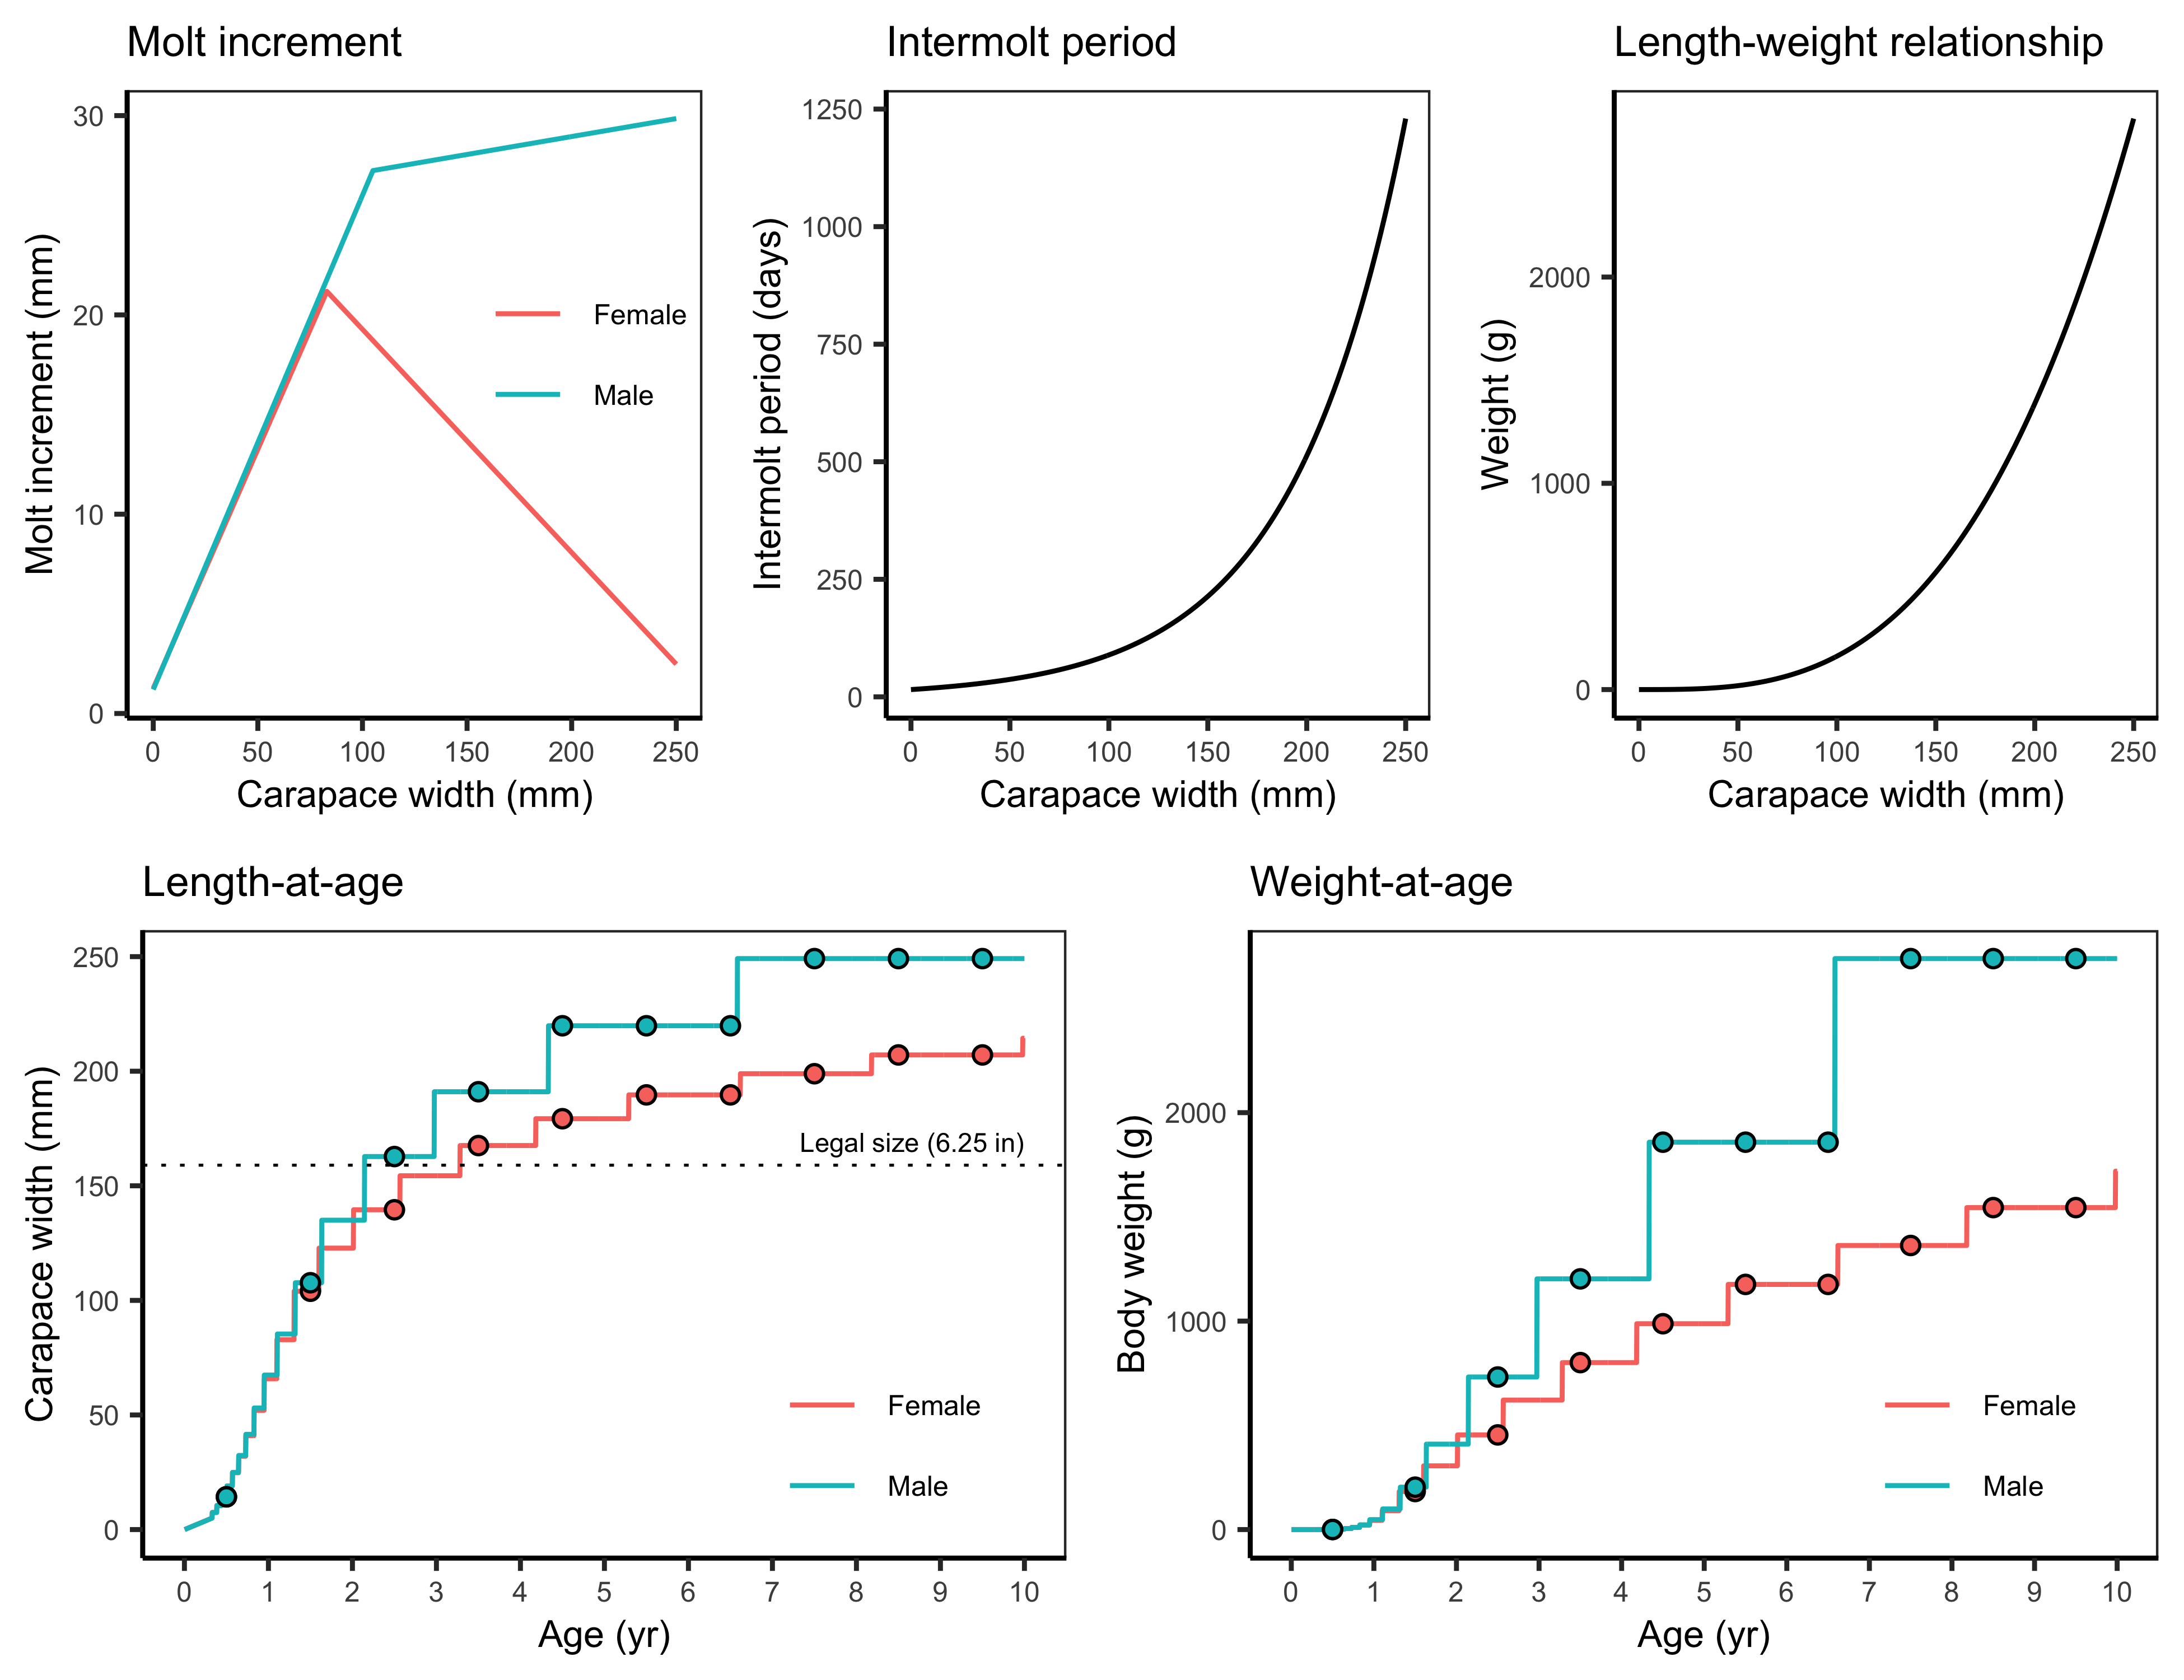 Molt increment
Molt increment (mm)
30
20
10
0
Female
Male
0 50 100 150 200 250
Carapace width (mm)
Intermolt period
Intermolt period (days)
1250
1000
750
500
250
0
0 50 100 150 200 250
Carapace width (mm)
Length-weight relationship
Weight (g)
2000
1000
0
0 50 100 150 200 250
Carapace width (mm)
Length-at-age
Carapace width (mm)
250
200
150
100
50
0
Legal size (6.25 in)
Female
Male
0 1 2 3 4 5 6 7 8 9 10
Age (yr)
Weight-at-age
Body weight (g)
2000
1000
0
Female
Male
0 1 2 3 4 5 6 7 8 9 10
Age (yr)